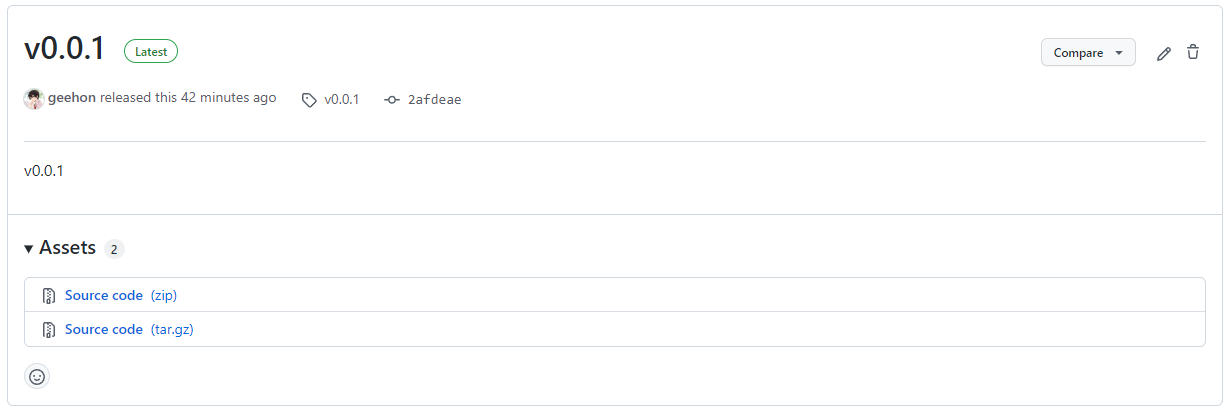 v0.0.1 Latest Compare
geehon released this 42 minutes ago v0.0.1 2afdeae
v0.0.1
Assets 2
Source code (zip)
Source code (tar.gz)